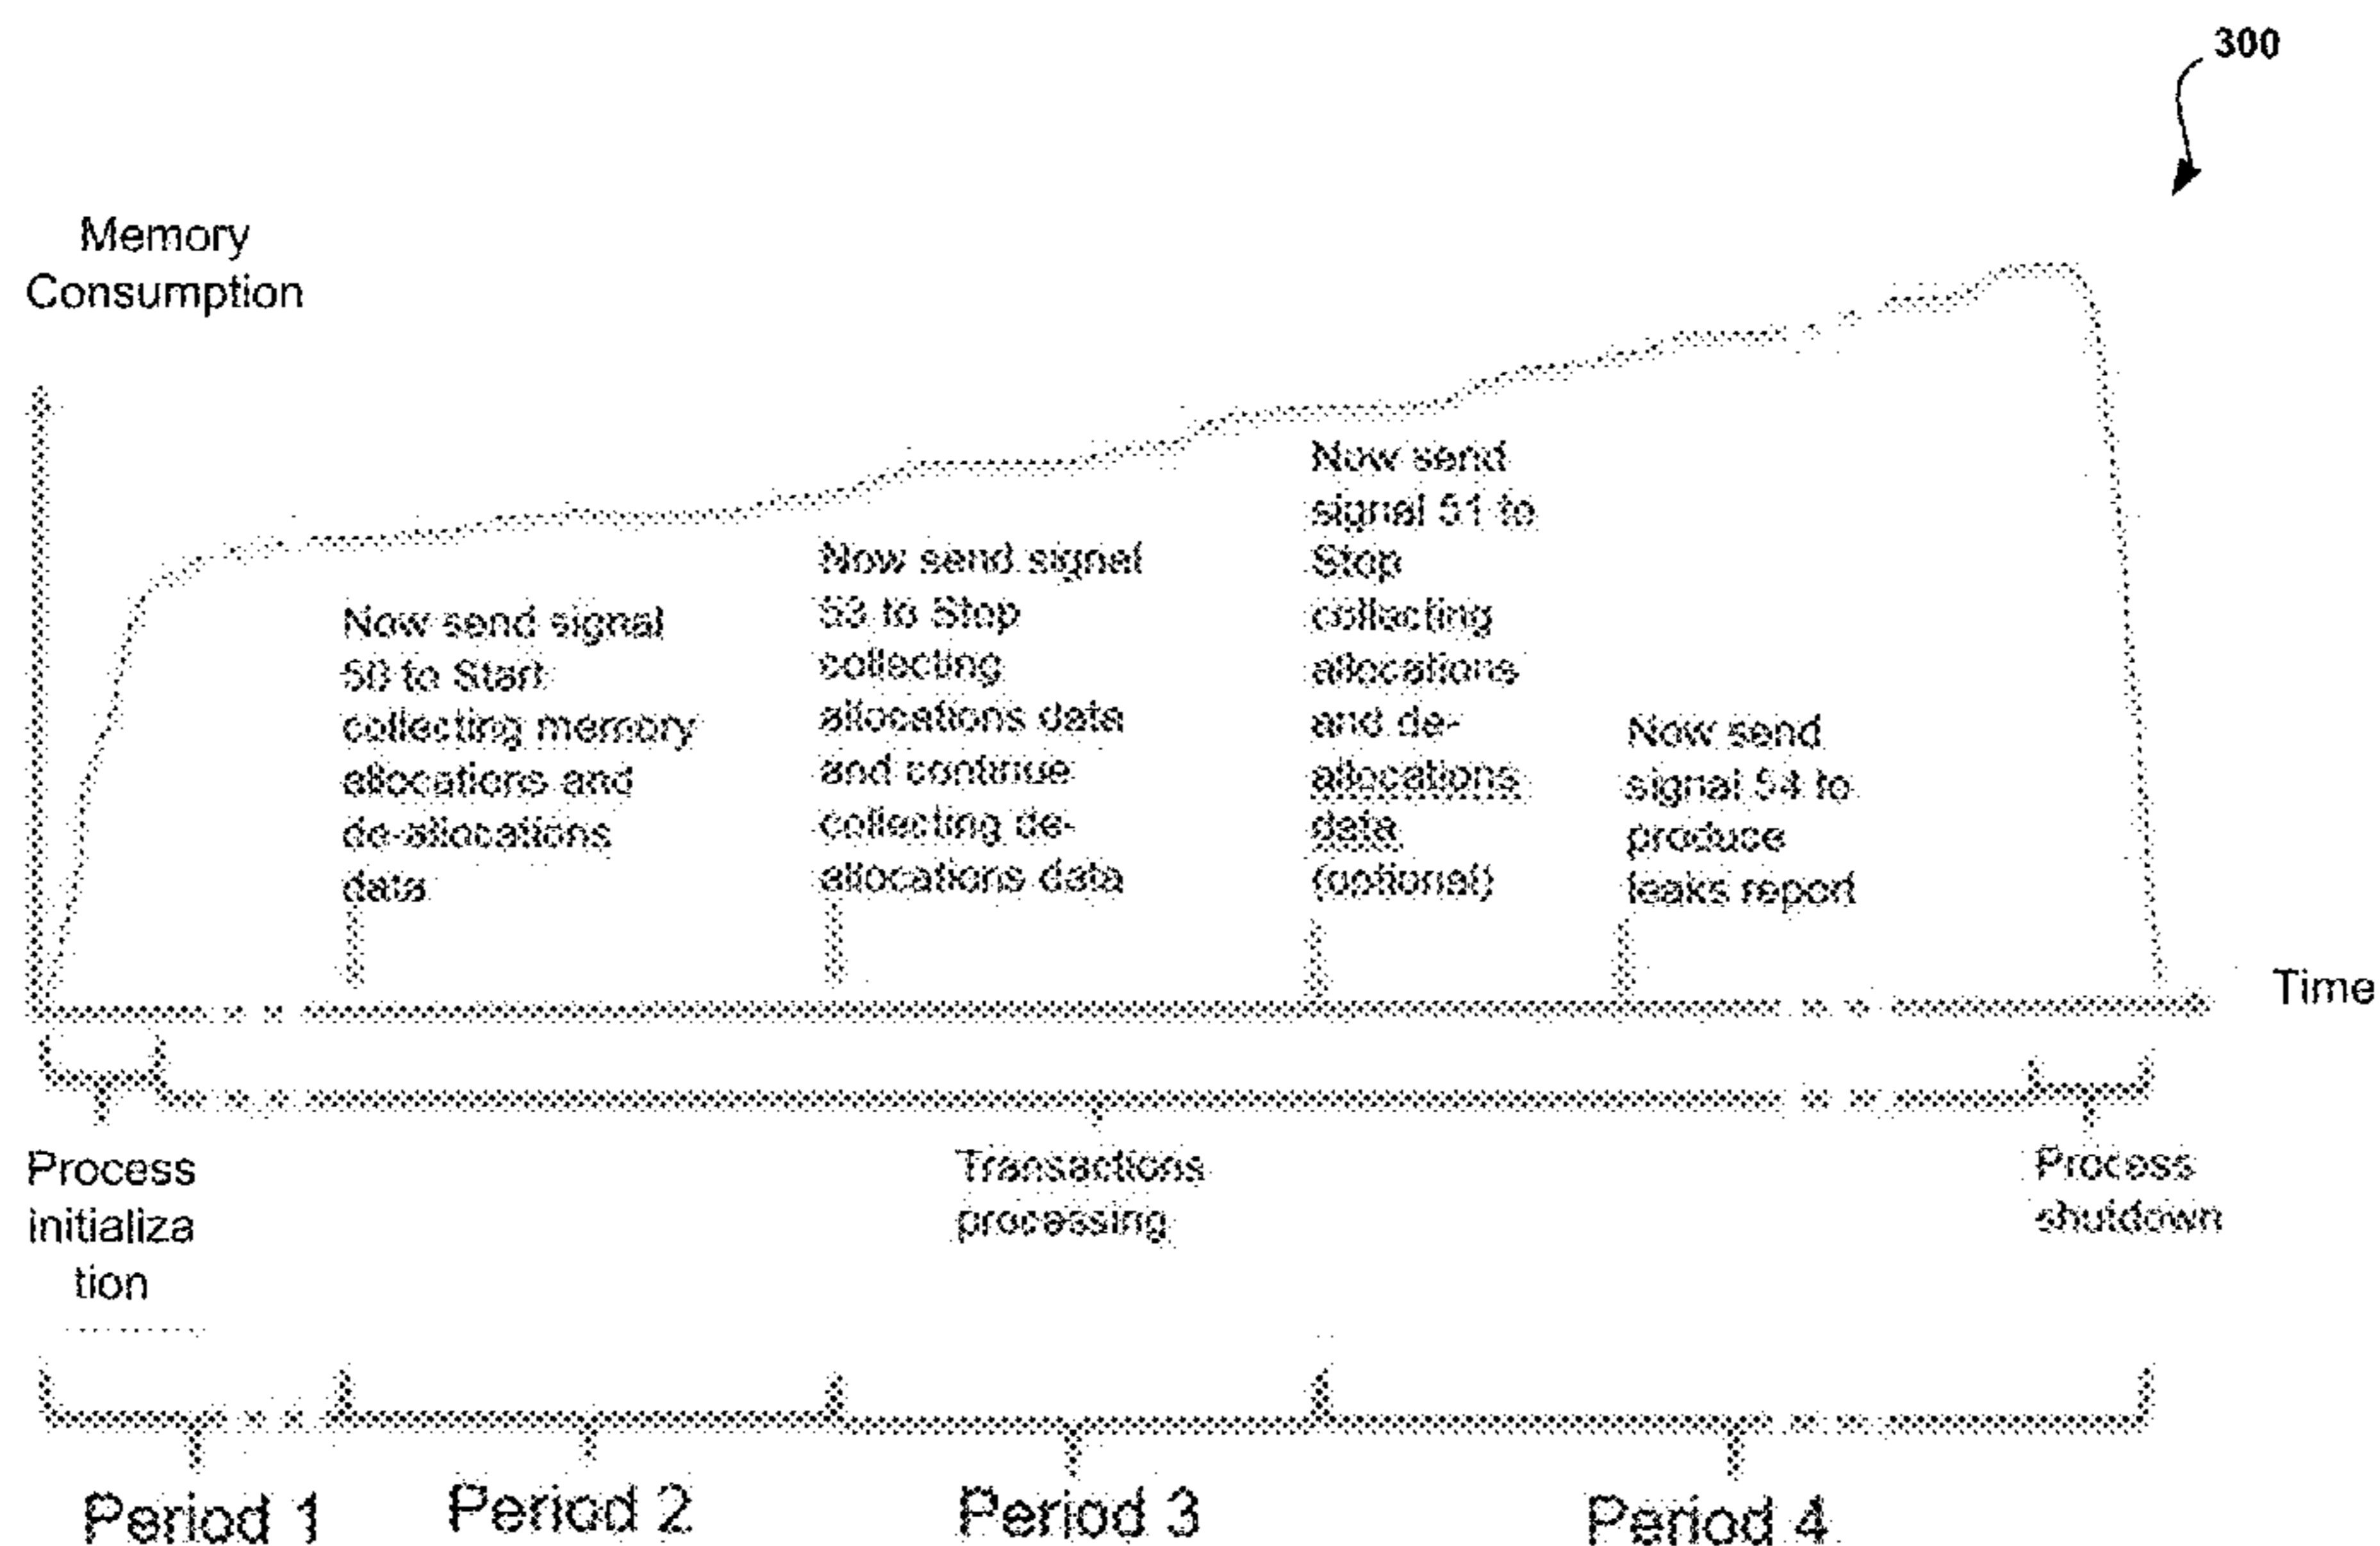 300
Memory
Consumption
Now send signal
50 to Start
collecting memory
allocations and
de-allocations
data
Now send signal
53 to Stop
collecting
allocations data
and continue
collecting de-
allocations data
Now send
signal 51 to
Stop
collecting
allocations
and de-
allocations
data
(optional)
Now send
signal 54 to
produce
leaks report
Time
Process
initializa
tion
Transactions
processing
Process
shutdown
Period 1
Period 2
Period 3
Period 4